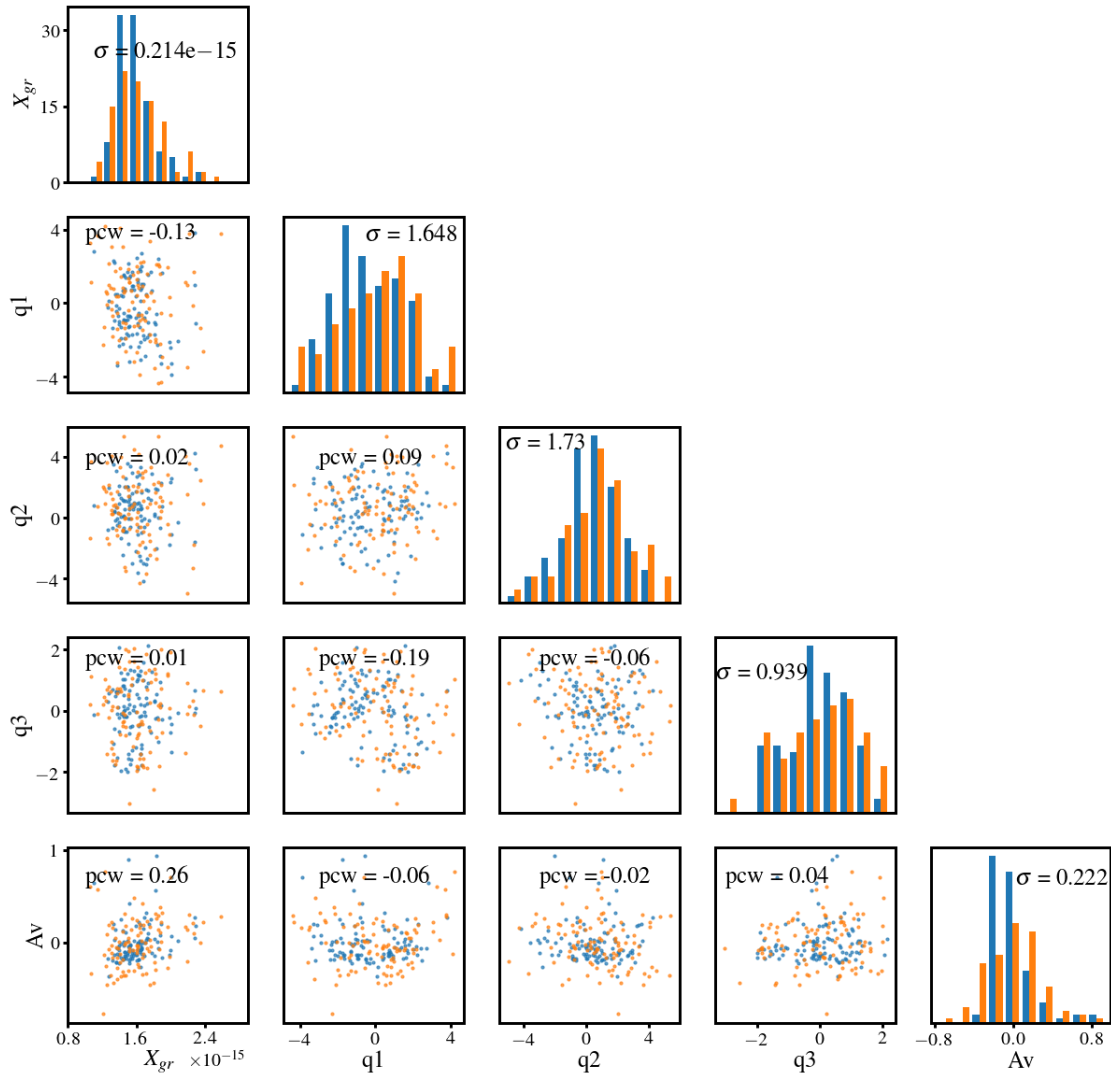 30
σ = 0.214e−15
X_gr
15
0
4
pcw = -0.13
σ = 1.648
q1
0
−4
4
pcw = 0.02
pcw = 0.09
σ = 1.73
q2
0
−4
2
pcw = 0.01
pcw = -0.19
pcw = -0.06
σ = 0.939
q3
0
−2
1
pcw = 0.26
pcw = -0.06
pcw = -0.02
pcw = 0.04
σ = 0.222
Av
0
0.8 1.6 2.4 −4 0 4 −4 0 4 −2 0 2 −0.8 0.0 0.8
X_gr ×10−15 q1 q2 q3 Av